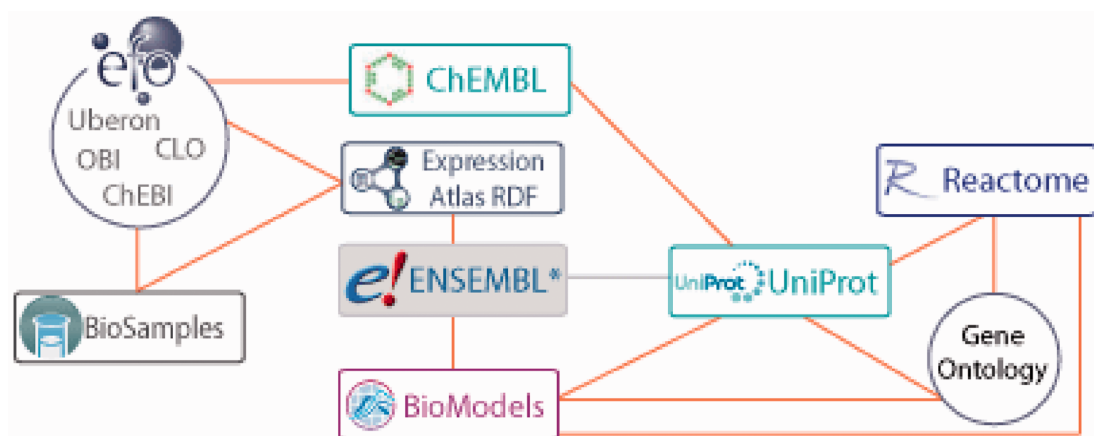 efo
Uberon
OBI
CLO
ChEBI
ChEMBL
Expression
Atlas RDF
R Reactome
e! ENSEMBL*
UniProt UniProt
BioSamples
Gene
Ontology
BioModels